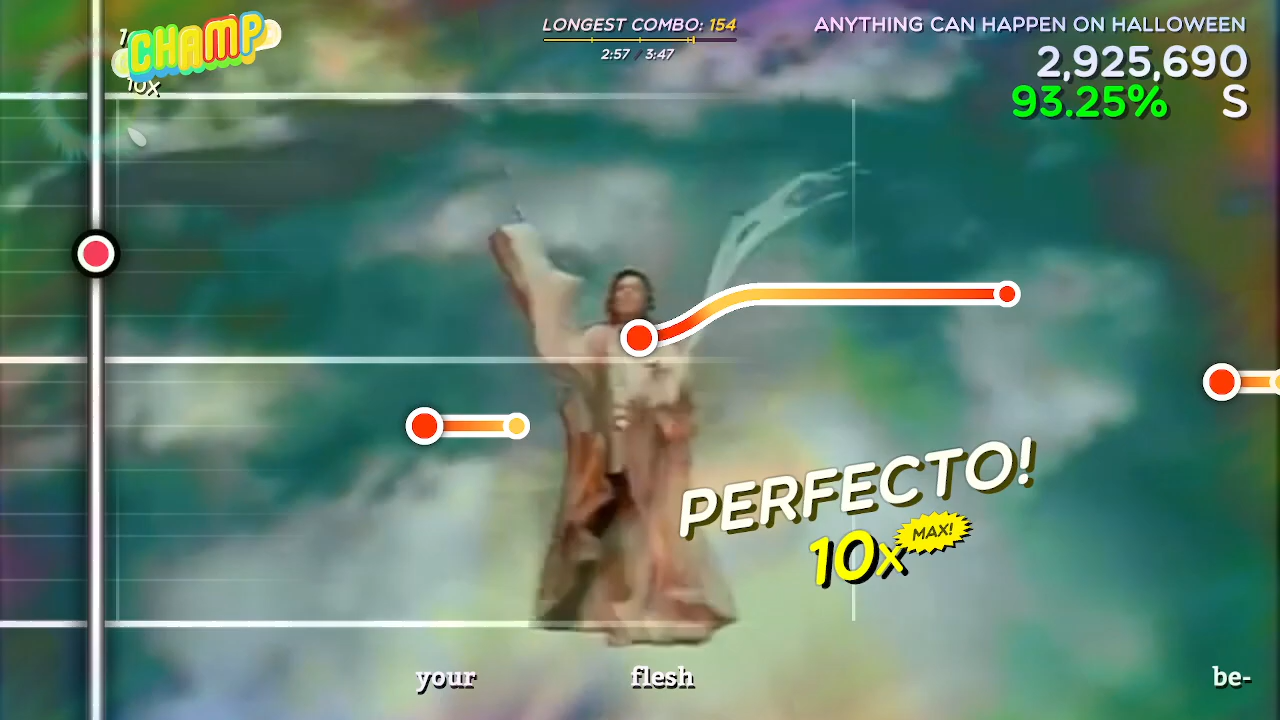 CHAMP
10x
LONGEST COMBO: 154
2:57 / 3:47
ANYTHING CAN HAPPEN ON HALLOWEEN
2,925,690
93.25% S
PERFECTO!
10x MAX!
your flesh be-